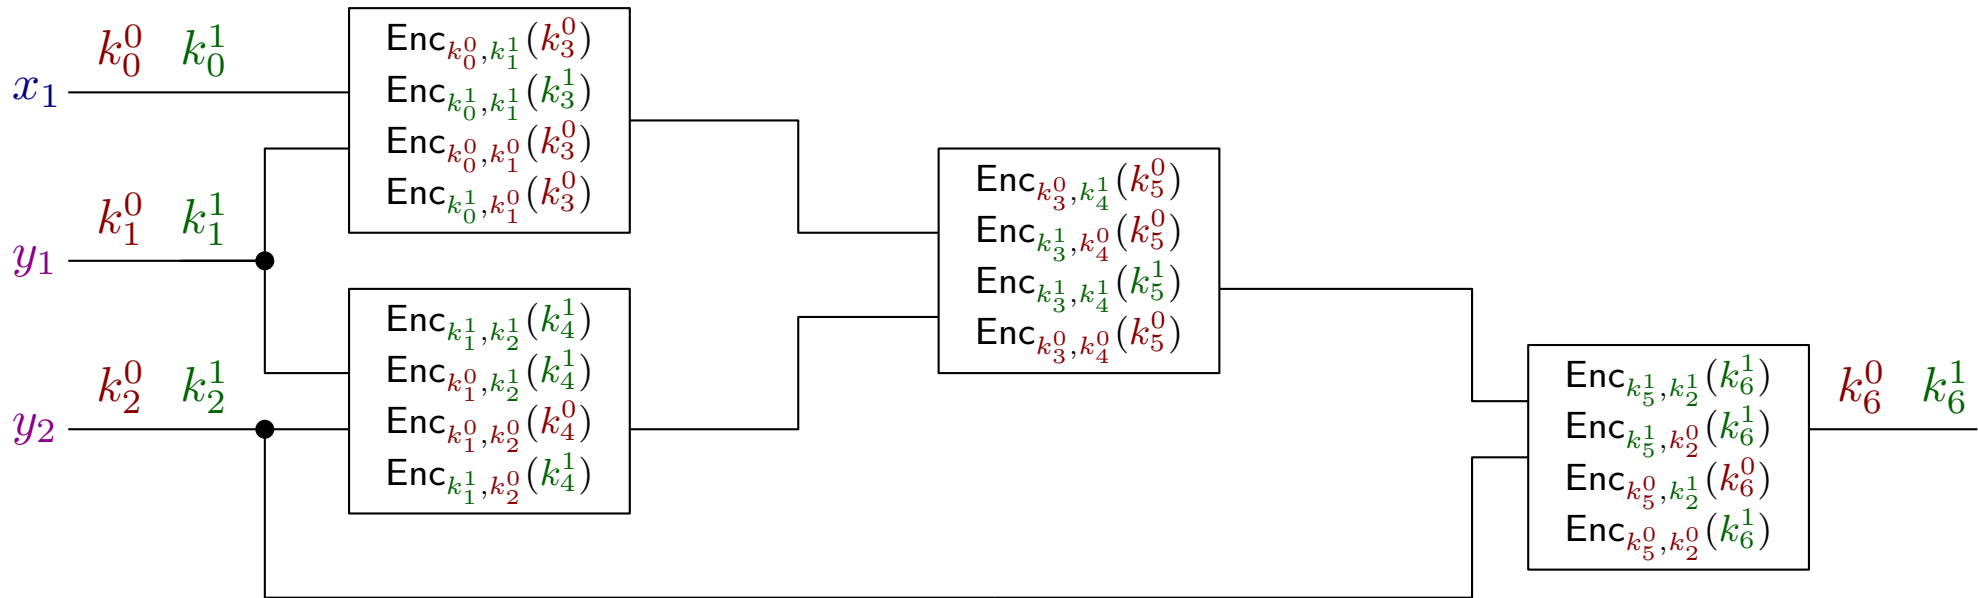 x_1
k_0^0 k_0^1
y_1
k_1^0 k_1^1
y_2
k_2^0 k_2^1
Enc_{k_0^0,k_1^1}(k_3^0)
Enc_{k_0^1,k_1^1}(k_3^1)
Enc_{k_0^0,k_1^0}(k_3^0)
Enc_{k_0^1,k_1^0}(k_3^0)
Enc_{k_1^1,k_2^1}(k_4^1)
Enc_{k_1^0,k_2^1}(k_4^1)
Enc_{k_1^0,k_2^0}(k_4^0)
Enc_{k_1^1,k_2^0}(k_4^1)
Enc_{k_3^0,k_4^1}(k_5^0)
Enc_{k_3^1,k_4^0}(k_5^0)
Enc_{k_3^1,k_4^1}(k_5^1)
Enc_{k_3^0,k_4^0}(k_5^0)
Enc_{k_5^1,k_2^1}(k_6^1)
Enc_{k_5^1,k_2^0}(k_6^1)
Enc_{k_5^0,k_2^1}(k_6^0)
Enc_{k_5^0,k_2^0}(k_6^1)
k_6^0 k_6^1